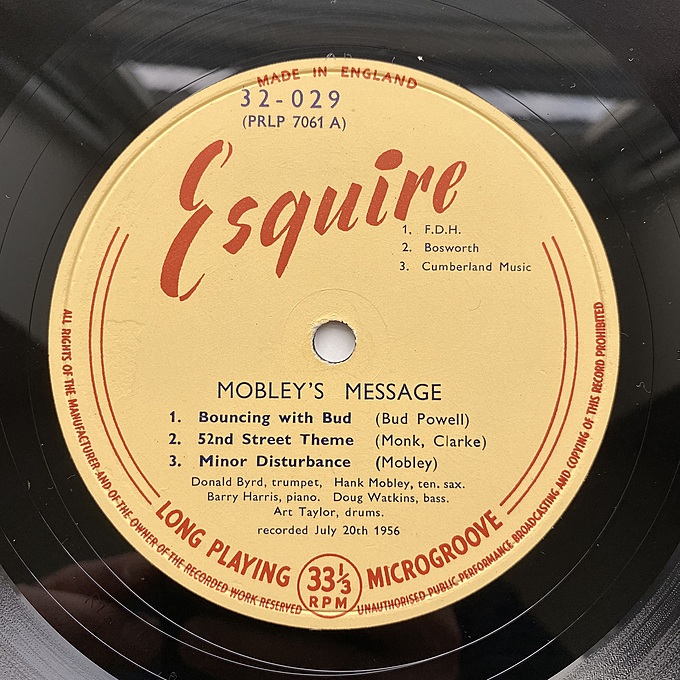 MADE IN ENGLAND
32-029
(PRLP 7061 A)
Esquire
1. F.D.H.
2. Bosworth
3. Cumberland Music
MOBLEY'S MESSAGE
1. Bouncing with Bud (Bud Powell)
2. 52nd Street Theme (Monk, Clarke)
3. Minor Disturbance (Mobley)
Donald Byrd, trumpet, Hank Mobley, ten. sax.
Barry Harris, piano. Doug Watkins, bass.
Art Taylor, drums.
recorded July 20th 1956
LONG PLAYING 33⅓ RPM MICROGROOVE
ALL RIGHTS OF THE MANUFACTURER·AND·OF·THE·OWNER·OF·THE RECORDED WORK RESERVED
UNAUTHORISED PUBLIC PERFORMANCE BROADCASTING AND COPYING OF THIS RECORD PROHIBITED